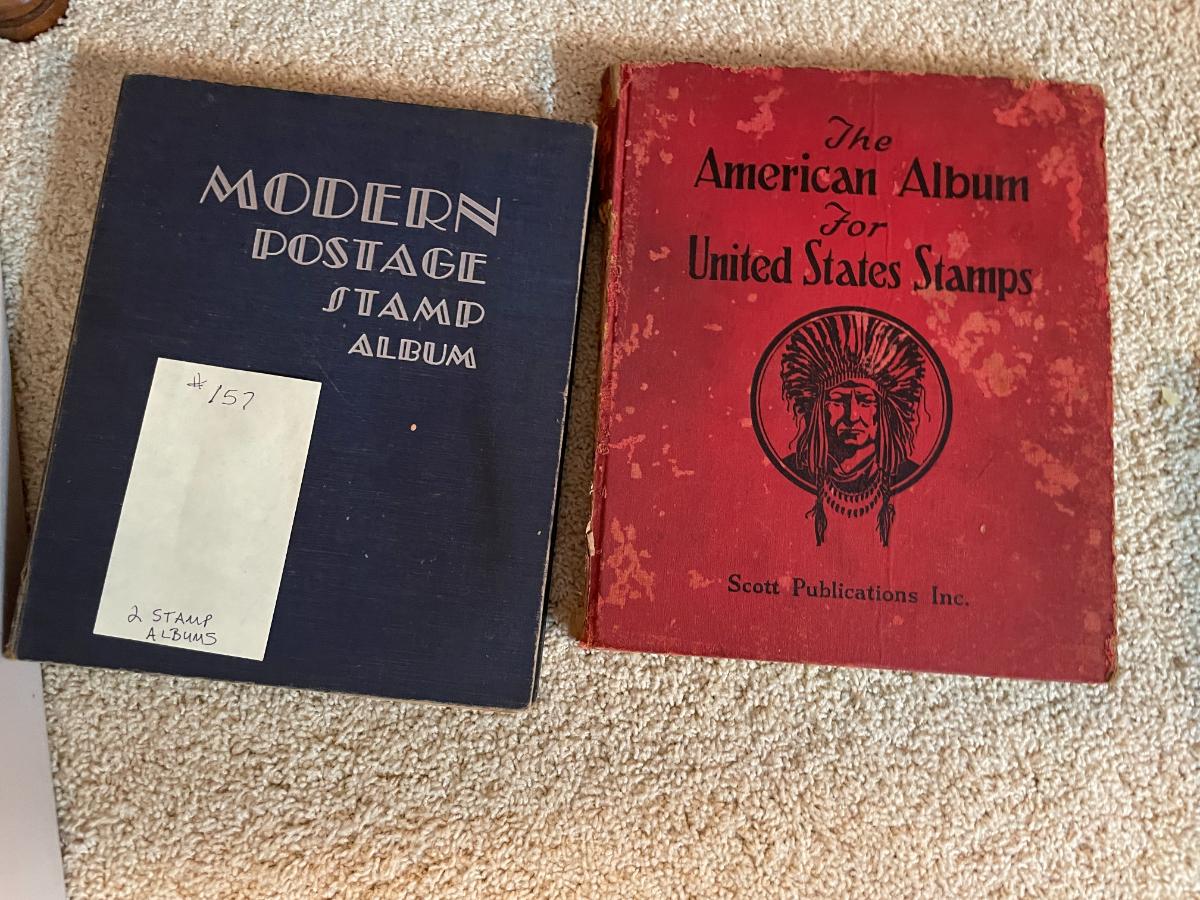 MODERN
POSTAGE
STAMP
ALBUM
#157
2 STAMP
ALBUMS
The
American Album
For
United States Stamps
Scott Publications Inc.